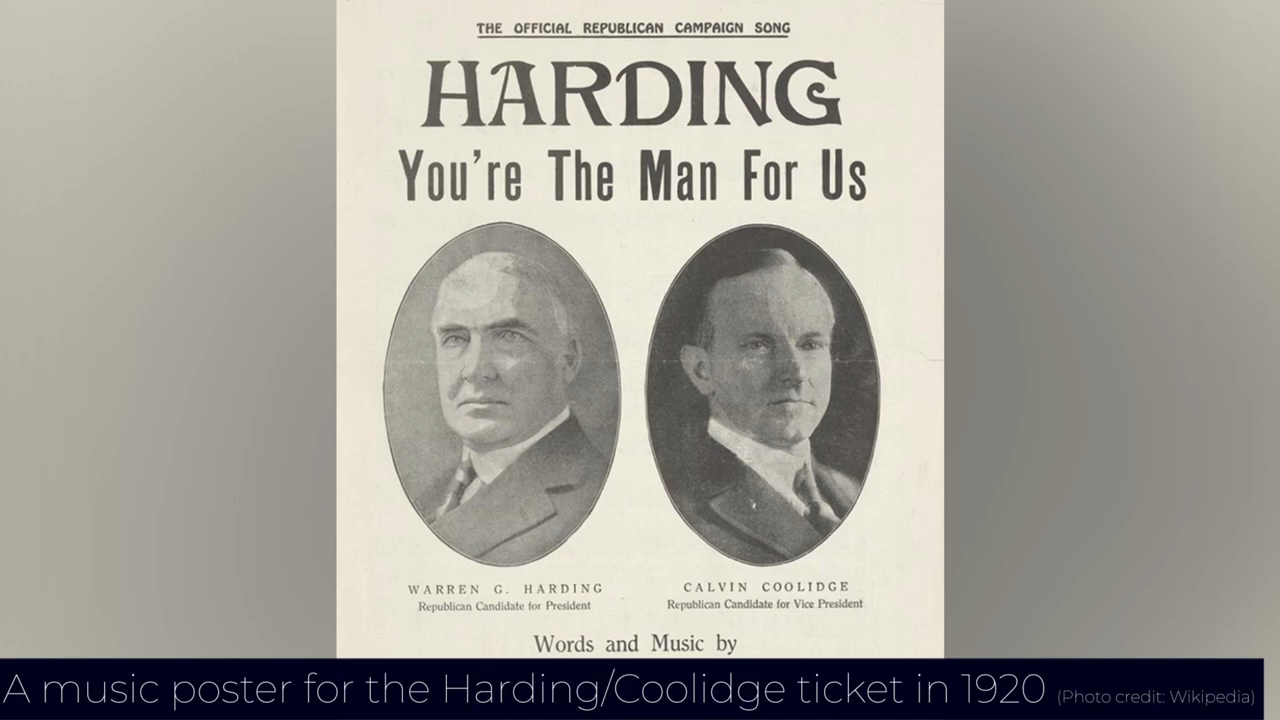 THE OFFICIAL REPUBLICAN CAMPAIGN SONG
HARDING
You're The Man For Us
WARREN G. HARDING
Republican Candidate for President
CALVIN COOLIDGE
Republican Candidate for Vice President
Words and Music by
A music poster for the Harding/Coolidge ticket in 1920 (Photo credit: Wikipedia)